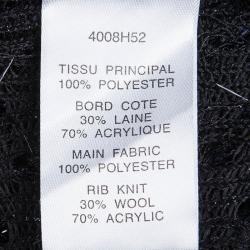 4008H52
TISSU PRINCIPAL
100% POLYESTER
BORD COTE
30% LAINE
70% ACRYLIQUE
MAIN FABRIC
100% POLYESTER
RIB KNIT
30% WOOL
70% ACRYLIC